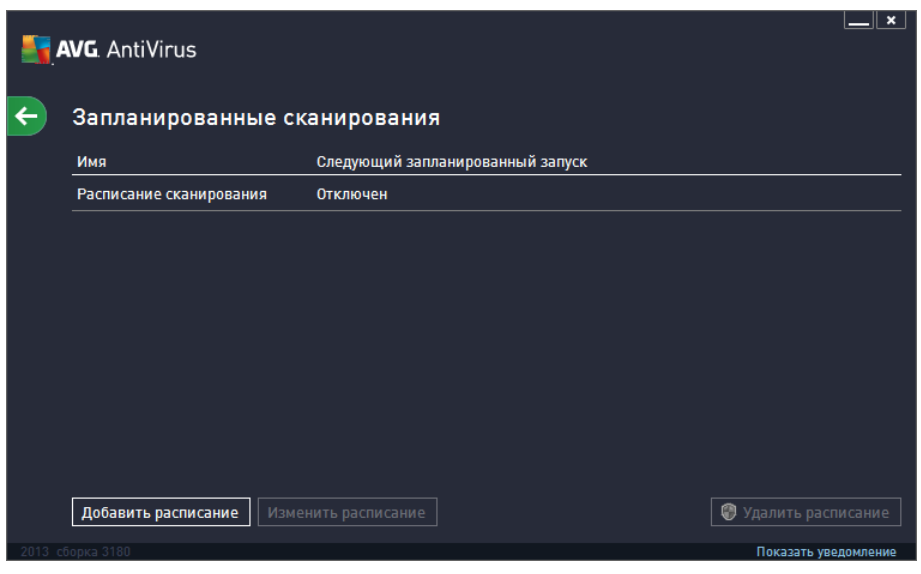 AVG. AntiVirus
Запланированные сканирования
Имя Следующий запланированный запуск
Расписание сканирования Отключен
Добавить расписание Изменить расписание Удалить расписание
2013 сборка 3180 Показать уведомление